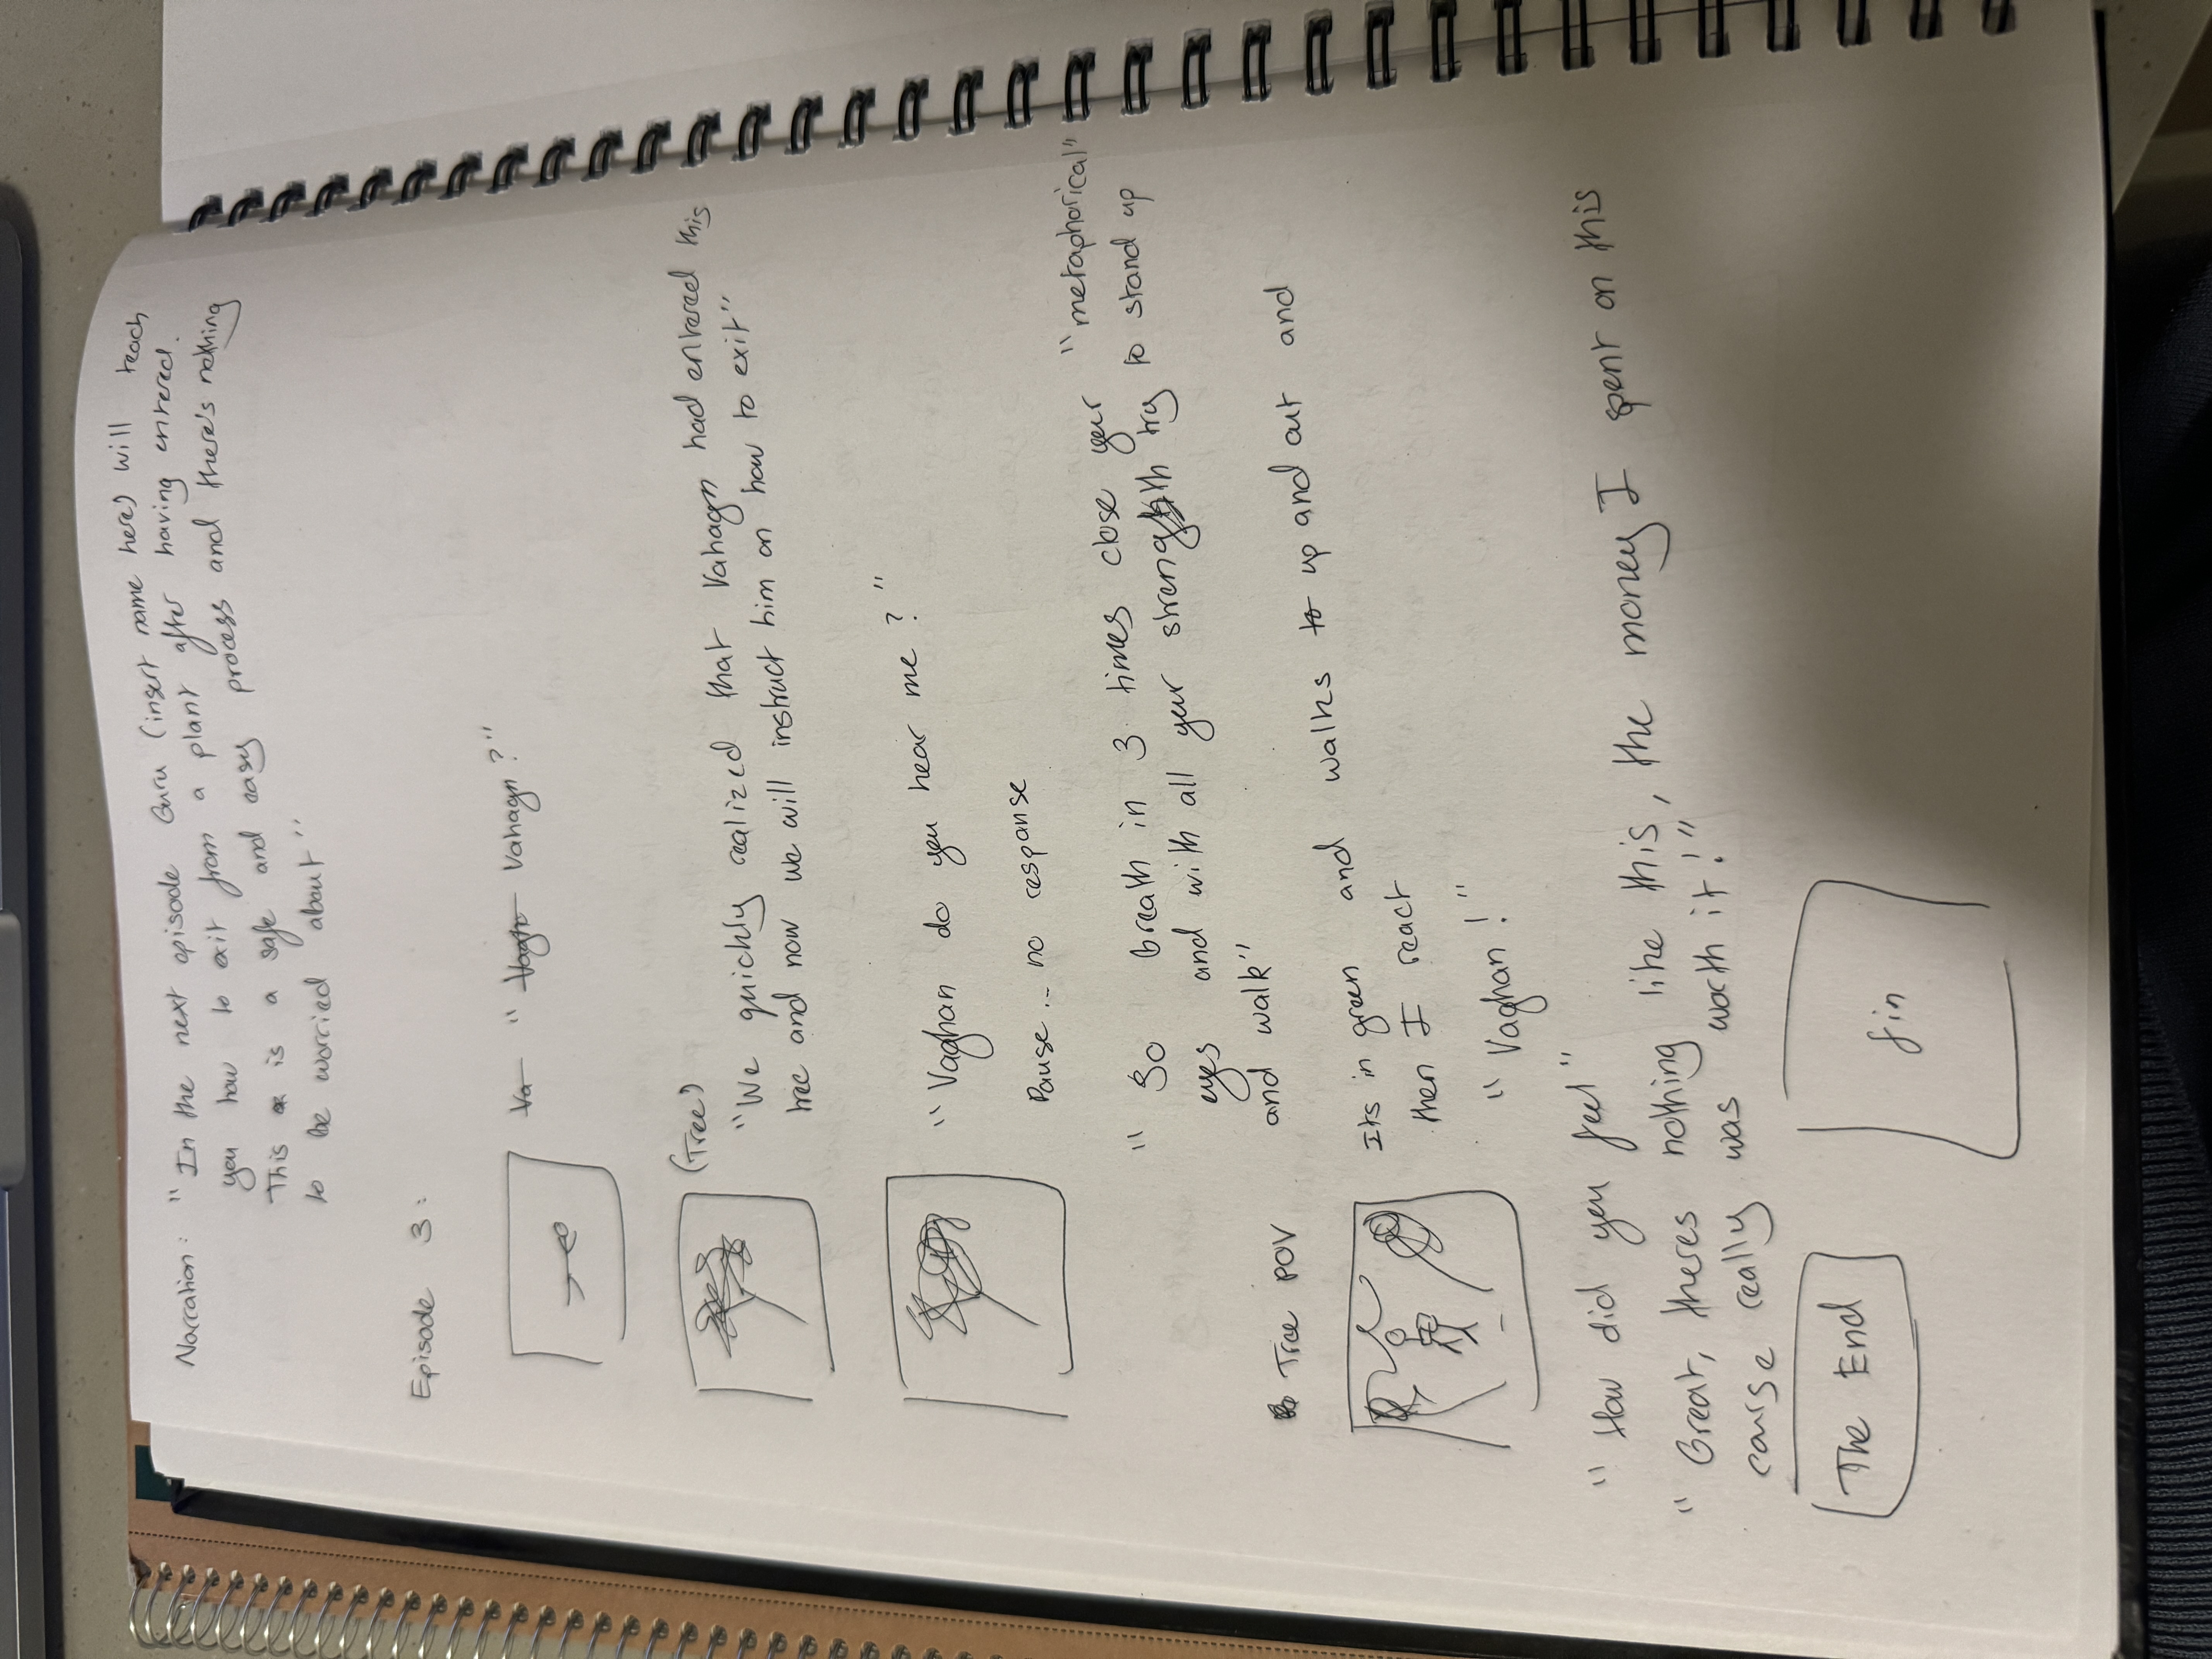 Narration: "In the next episode Guru (insert name here) will teach
you how to exit from a plant after having entered.
This is a safe and easy process and there's nothing
to be worried about"
Episode 3:
Va " Vagh Vahagn?"
(Tree)
"We quickly realized that Vahagn had entered this
tree and now we will instruct him on how to exit"
"Vaghan do you hear me?"
Pause... no response
"So breath in 3 times close your "metaphorical"
eyes and with all your strength try to stand up
and walk"
Tree POV
Its in green and walks to up and out and
then I react
"Vaghan!"
"How did you feel"
"Great, theres nothing like this, the money I spent on this
course really was worth it!"
The End
fin